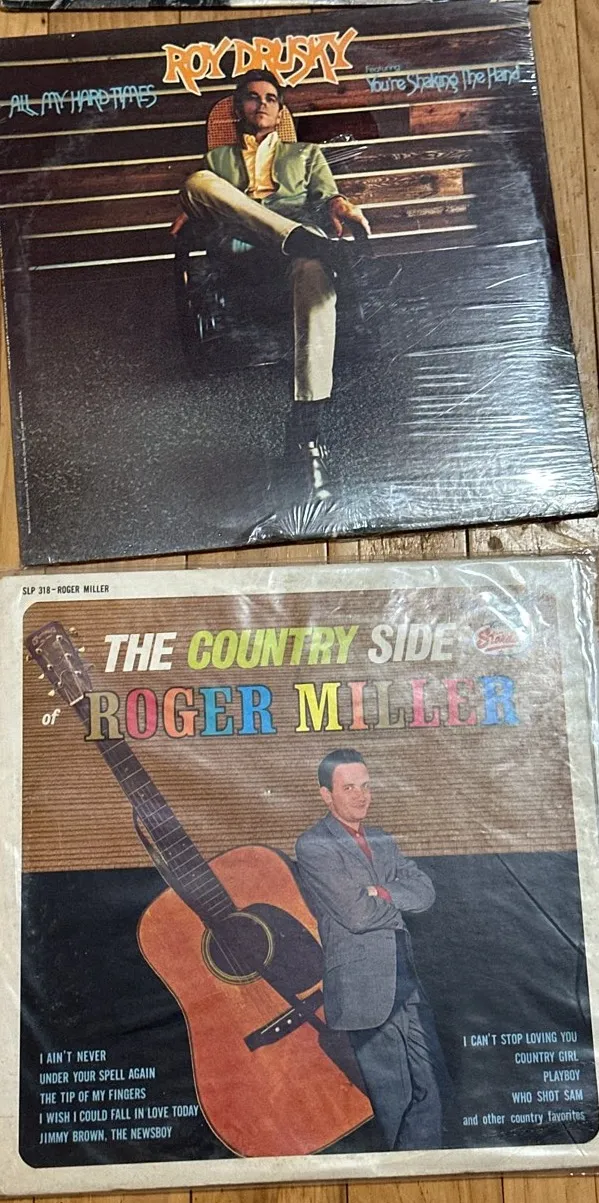 ROY DRUSKY
ALL MY HARD TIMES
Featuring
You're Shaking The Hand
SLP 318-ROGER MILLER
THE COUNTRY SIDE
Starday
of ROGER MILLER
I AIN'T NEVER
UNDER YOUR SPELL AGAIN
THE TIP OF MY FINGERS
I WISH I COULD FALL IN LOVE TODAY
JIMMY BROWN, THE NEWSBOY
I CAN'T STOP LOVING YOU
COUNTRY GIRL
PLAYBOY
WHO SHOT SAM
and other country favorites